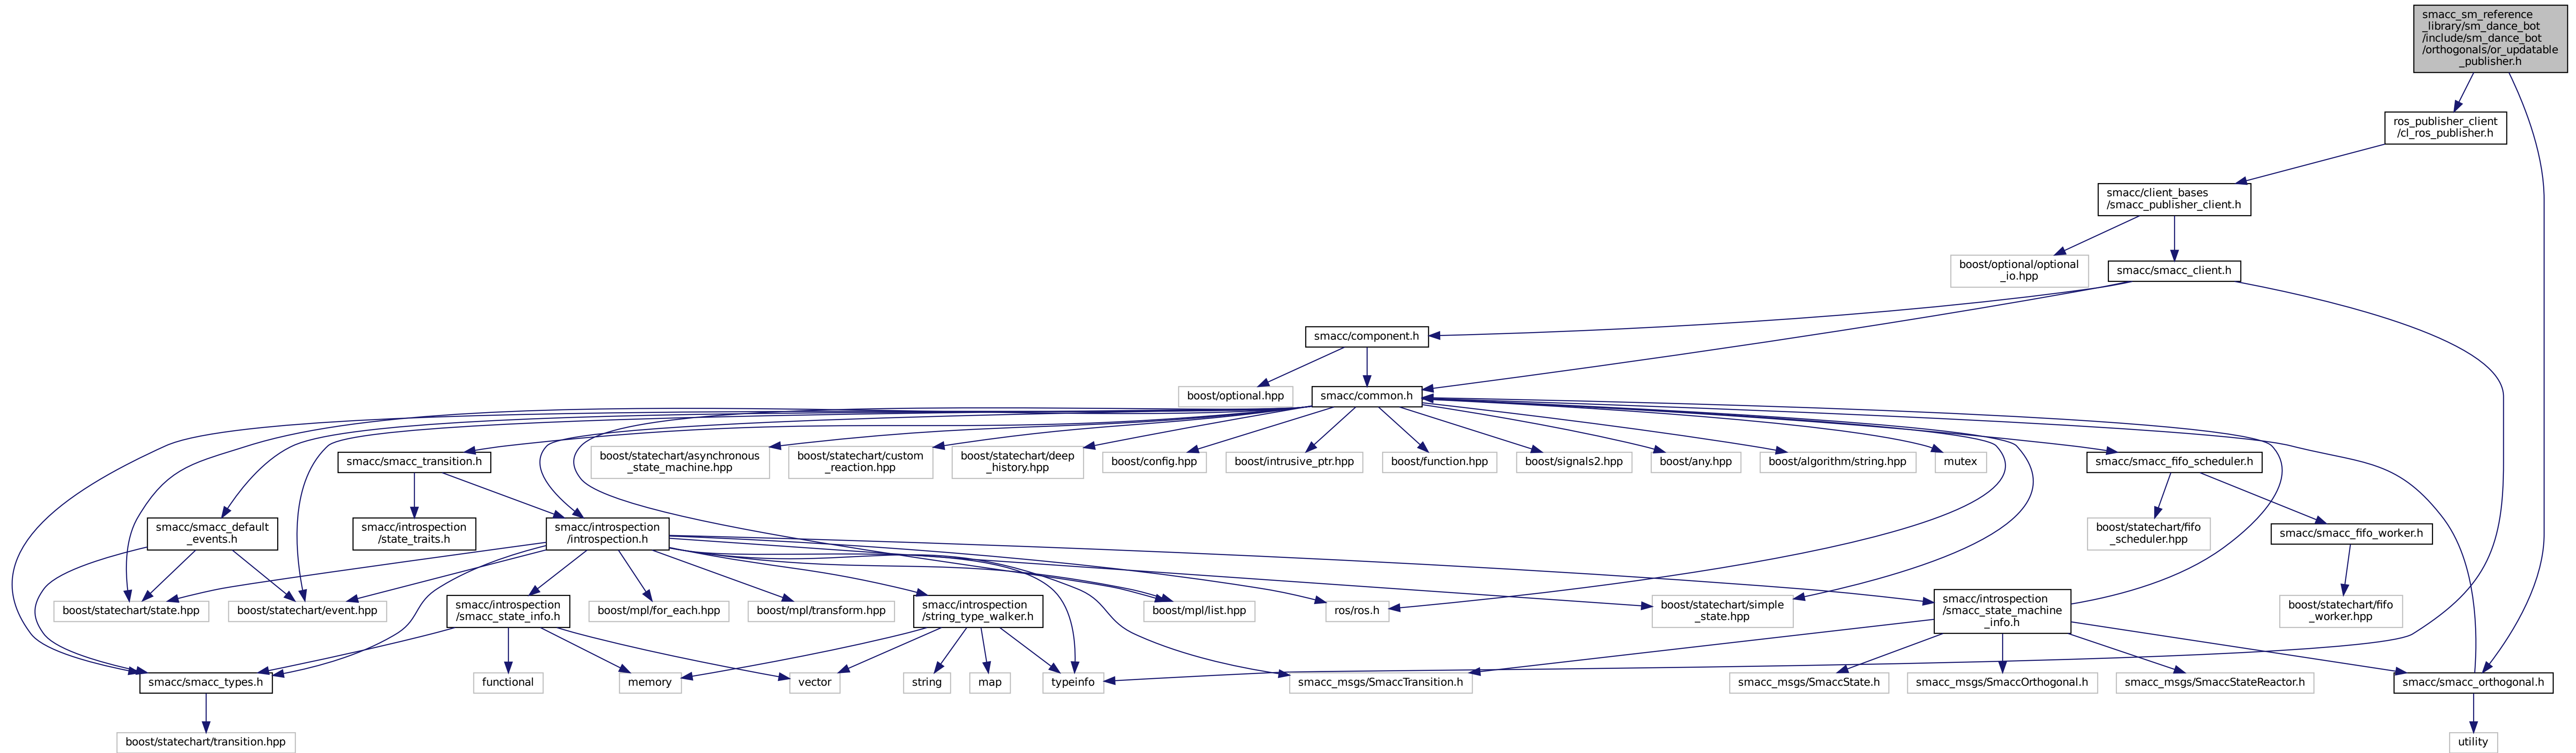 smacc_sm_reference
_library/sm_dance_bot
/include/sm_dance_bot
/orthogonals/or_updatable
_publisher.h
ros_publisher_client
/cl_ros_publisher.h
smacc/client_bases
/smacc_publisher_client.h
boost/optional/optional
_io.hpp
smacc/smacc_client.h
smacc/component.h
boost/optional.hpp
smacc/common.h
smacc/smacc_transition.h
boost/statechart/asynchronous
_state_machine.hpp
boost/statechart/custom
_reaction.hpp
boost/statechart/deep
_history.hpp
boost/config.hpp
boost/intrusive_ptr.hpp
boost/function.hpp
boost/signals2.hpp
boost/any.hpp
boost/algorithm/string.hpp
mutex
smacc/smacc_fifo_scheduler.h
smacc/smacc_default
_events.h
smacc/introspection
/state_traits.h
smacc/introspection
/introspection.h
boost/statechart/fifo
_scheduler.hpp
smacc/smacc_fifo_worker.h
boost/statechart/state.hpp
boost/statechart/event.hpp
smacc/introspection
/smacc_state_info.h
boost/mpl/for_each.hpp
boost/mpl/transform.hpp
smacc/introspection
/string_type_walker.h
boost/mpl/list.hpp
ros/ros.h
boost/statechart/simple
_state.hpp
smacc/introspection
/smacc_state_machine
_info.h
boost/statechart/fifo
_worker.hpp
smacc/smacc_types.h
functional
memory
vector
string
map
typeinfo
smacc_msgs/SmaccTransition.h
smacc_msgs/SmaccState.h
smacc_msgs/SmaccOrthogonal.h
smacc_msgs/SmaccStateReactor.h
smacc/smacc_orthogonal.h
boost/statechart/transition.hpp
utility